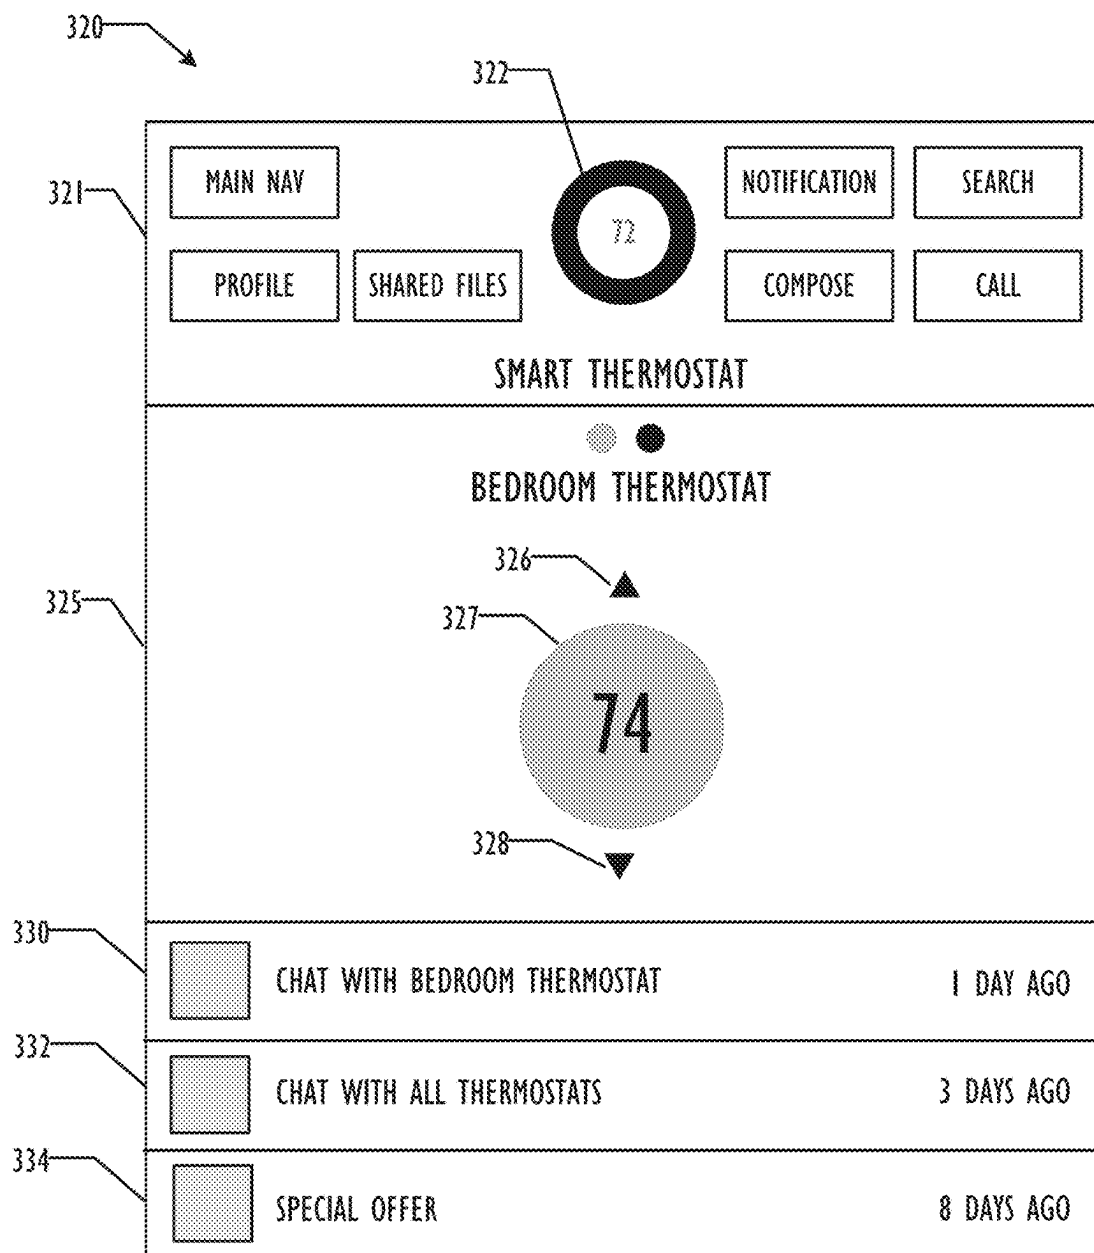 320
322
321
MAIN NAV
72
NOTIFICATION
SEARCH
PROFILE
SHARED FILES
COMPOSE
CALL
SMART THERMOSTAT
BEDROOM THERMOSTAT
326
325
327
74
328
330
CHAT WITH BEDROOM THERMOSTAT
1 DAY AGO
332
CHAT WITH ALL THERMOSTATS
3 DAYS AGO
334
SPECIAL OFFER
8 DAYS AGO